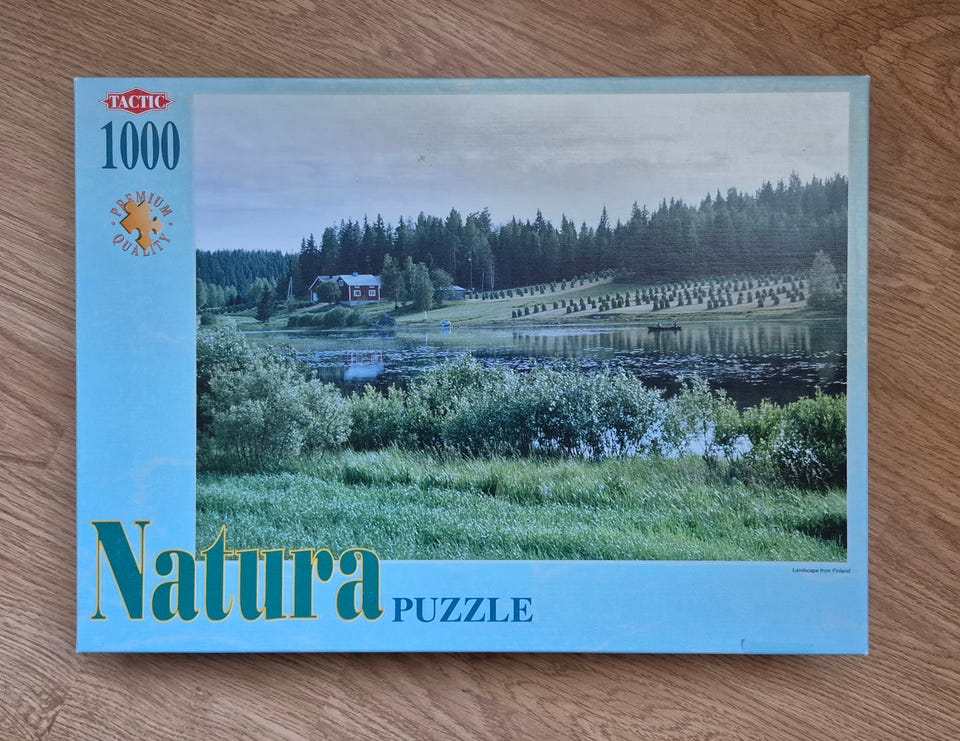 TACTIC
1000
PREMIUM
QUALITY
Landscape from Finland
Natura
PUZZLE